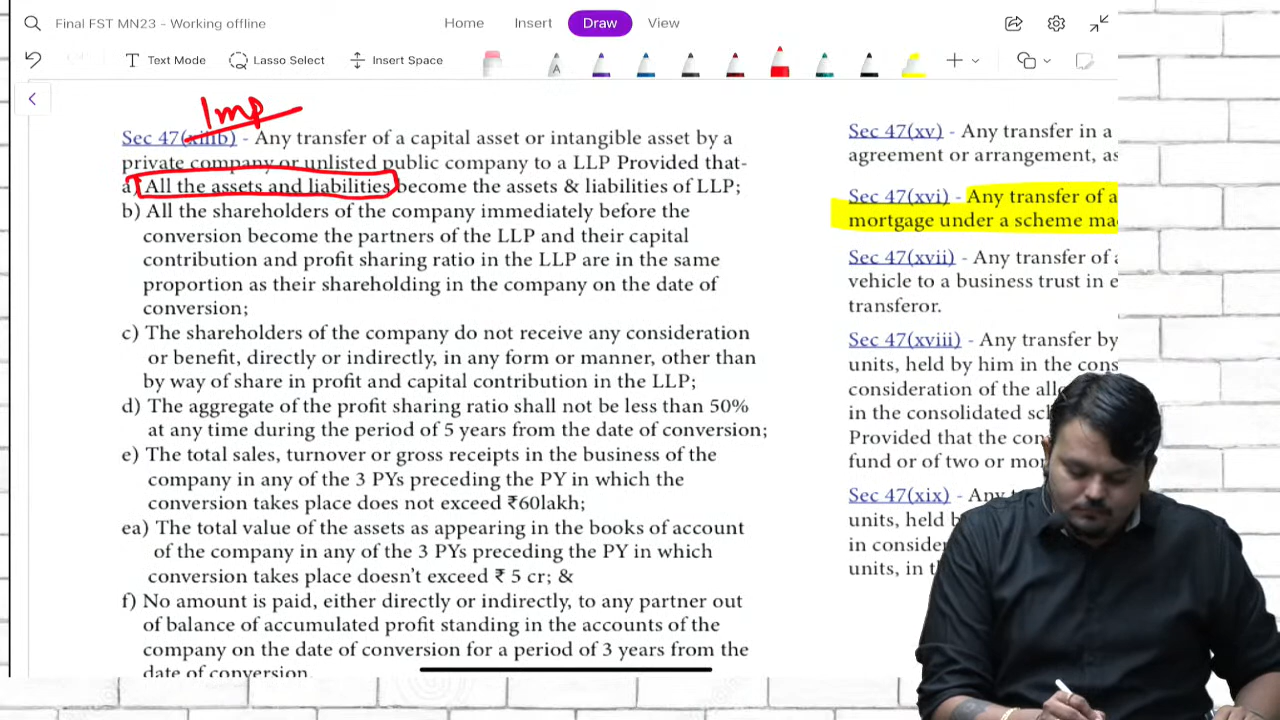 Final FST MN23 - Working offline
Home Insert Draw View
Text Mode Lasso Select Insert Space
Imp
Sec 47(xiiib) - Any transfer of a capital asset or intangible asset by a
private company or unlisted public company to a LLP Provided that-
a) All the assets and liabilities become the assets & liabilities of LLP;
b) All the shareholders of the company immediately before the
conversion become the partners of the LLP and their capital
contribution and profit sharing ratio in the LLP are in the same
proportion as their shareholding in the company on the date of
conversion;
c) The shareholders of the company do not receive any consideration
or benefit, directly or indirectly, in any form or manner, other than
by way of share in profit and capital contribution in the LLP;
d) The aggregate of the profit sharing ratio shall not be less than 50%
at any time during the period of 5 years from the date of conversion;
e) The total sales, turnover or gross receipts in the business of the
company in any of the 3 PYs preceding the PY in which the
conversion takes place does not exceed ₹60lakh;
ea) The total value of the assets as appearing in the books of account
of the company in any of the 3 PYs preceding the PY in which
conversion takes place doesn't exceed ₹ 5 cr; &
f) No amount is paid, either directly or indirectly, to any partner out
of balance of accumulated profit standing in the accounts of the
company on the date of conversion for a period of 3 years from the
date of conversion
Sec 47(xv) - Any transfer in a
agreement or arrangement, as
Sec 47(xvi) - Any transfer of a
mortgage under a scheme
Sec 47(xvii) - Any transfer of
vehicle to a business trust in
transferor.
Sec 47(xviii) - Any transfer by
units, held by him in the
consideration of the
in the consolidated
Provided that the
fund or of two or
Sec 47(xix) - Any
units, held
in
units, in